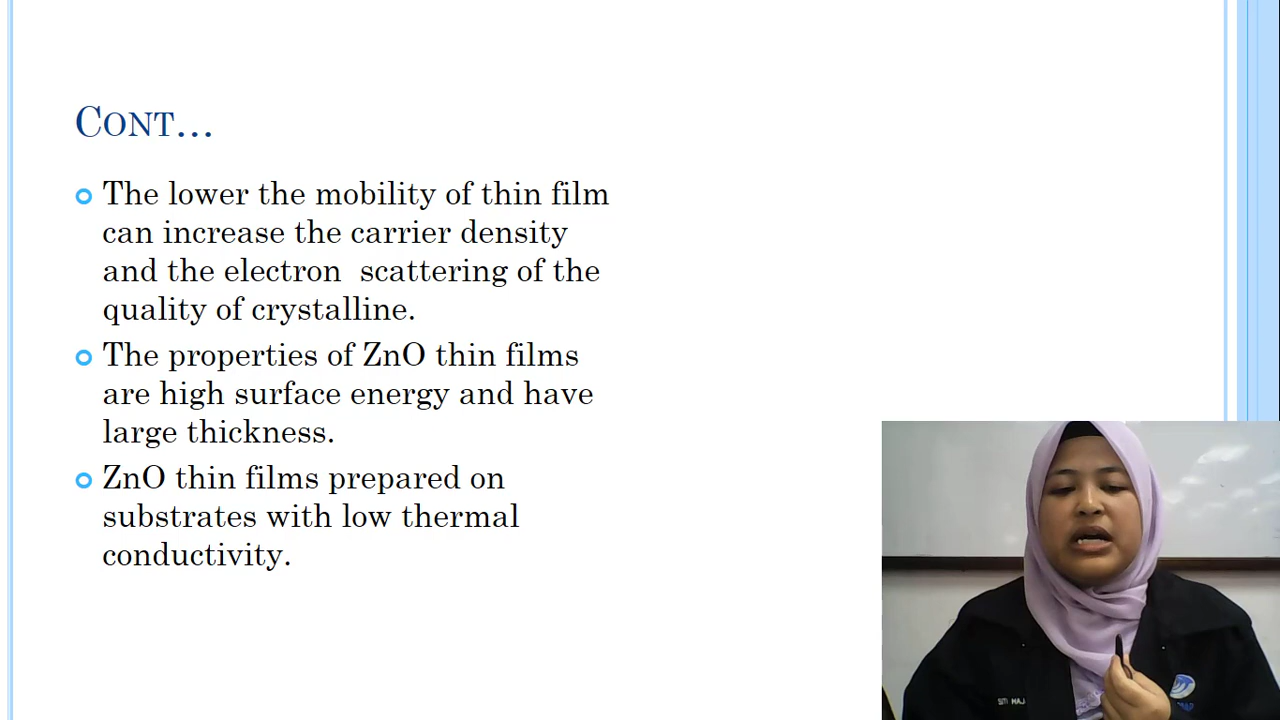 CONT...
The lower the mobility of thin film
can increase the carrier density
and the electron scattering of the
quality of crystalline.
The properties of ZnO thin films
are high surface energy and have
large thickness.
ZnO thin films prepared on
substrates with low thermal
conductivity.
SITI